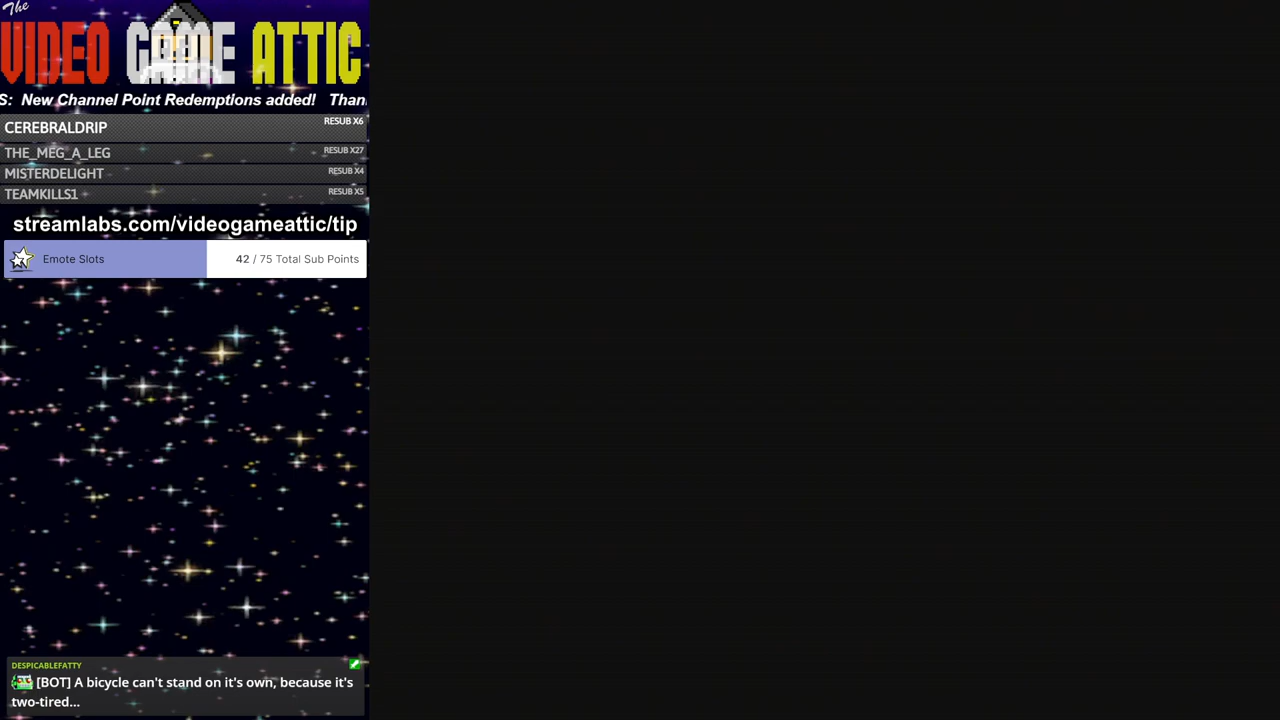 The
VIDEO GAME ATTIC
S: New Channel Point Redemptions added! Than
CEREBRALDRIP RESUB X6
THE_MEG_A_LEG RESUB X27
MISTERDELIGHT RESUB X4
TEAMKILLS1 RESUB X5
streamlabs.com/videogameattic/tip
Emote Slots 42 / 75 Total Sub Points
DESPICABLEFATTY
[BOT] A bicycle can't stand on it's own, because it's
two-tired...